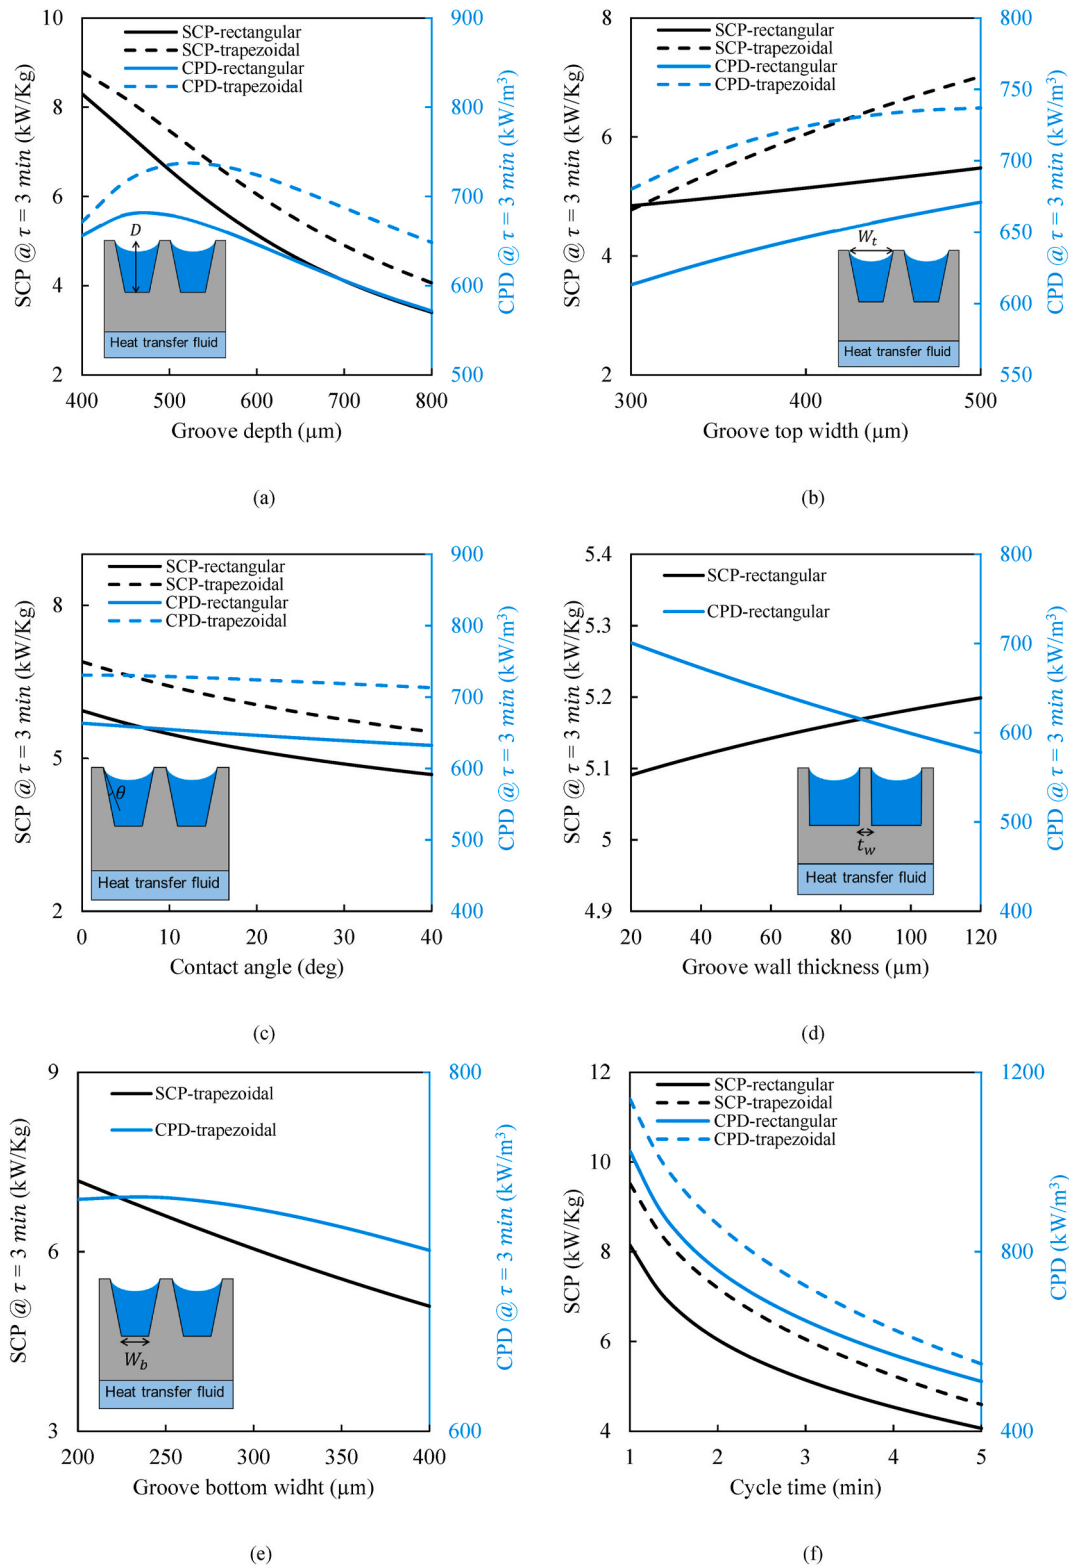 10
8
6
4
2
SCP @ τ = 3 min (kW/Kg)
SCP-rectangular
SCP-trapezoidal
CPD-rectangular
CPD-trapezoidal
D
Heat transfer fluid
900
800
700
600
500
CPD @ τ = 3 min (kW/m³)
400 500 600 700 800
Groove depth (μm)
(a)
8
6
4
2
SCP @ τ = 3 min (kW/Kg)
SCP-rectangular
SCP-trapezoidal
CPD-rectangular
CPD-trapezoidal
Wt
Heat transfer fluid
800
750
700
650
600
550
CPD @ τ = 3 min (kW/m³)
300 400 500
Groove top width (μm)
(b)
8
5
2
SCP @ τ = 3 min (kW/Kg)
SCP-rectangular
SCP-trapezoidal
CPD-rectangular
CPD-trapezoidal
θ
Heat transfer fluid
900
800
700
600
500
400
CPD @ τ = 3 min (kW/m³)
0 10 20 30 40
Contact angle (deg)
(c)
5.4
5.3
5.2
5.1
5
4.9
SCP @ τ = 3 min (kW/Kg)
SCP-rectangular
CPD-rectangular
tw
Heat transfer fluid
800
700
600
500
400
CPD @ τ = 3 min (kW/m³)
20 40 60 80 100 120
Groove wall thickness (μm)
(d)
9
6
3
SCP @ τ = 3 min (kW/Kg)
SCP-trapezoidal
CPD-trapezoidal
Wb
Heat transfer fluid
800
600
CPD @ τ = 3 min (kW/m³)
200 250 300 350 400
Groove bottom widht (μm)
(e)
12
10
8
6
4
SCP (kW/Kg)
SCP-rectangular
SCP-trapezoidal
CPD-rectangular
CPD-trapezoidal
1200
800
400
CPD (kW/m³)
1 2 3 4 5
Cycle time (min)
(f)